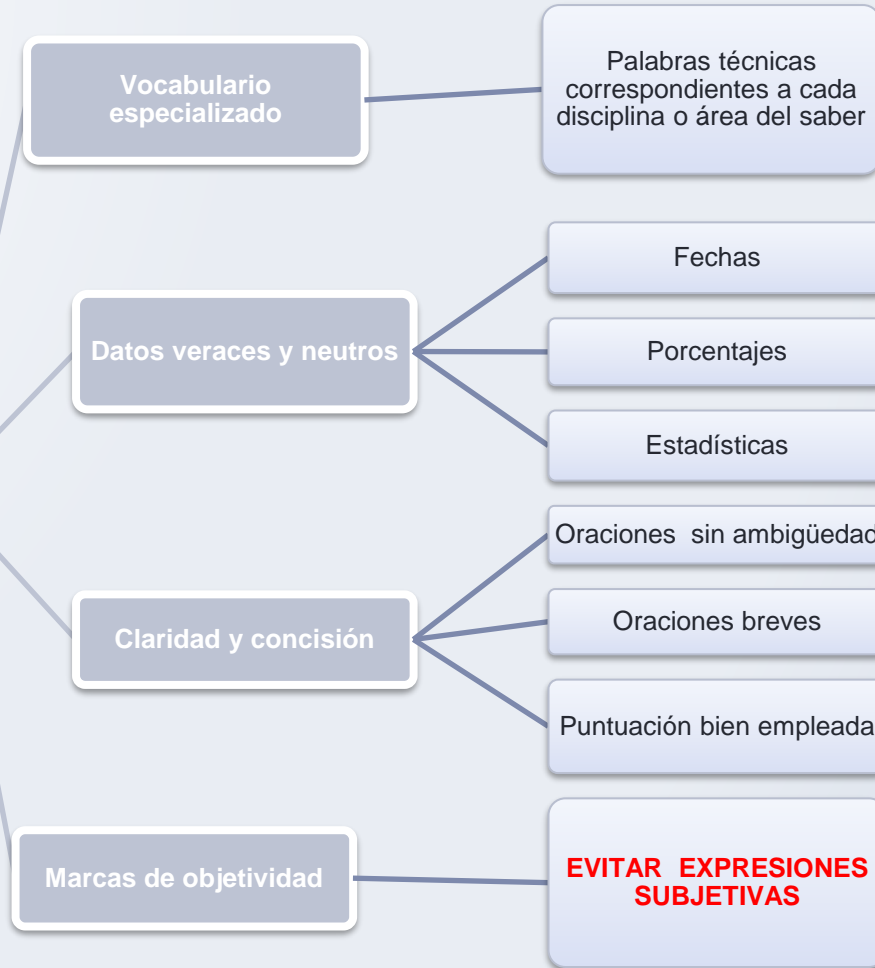 Vocabulario
especializado
Palabras técnicas
correspondientes a cada
disciplina o área del saber
Datos veraces y neutros
Fechas
Porcentajes
Estadísticas
Claridad y concisión
Oraciones sin ambigüedad
Oraciones breves
Puntuación bien empleada
Marcas de objetividad
EVITAR EXPRESIONES
SUBJETIVAS